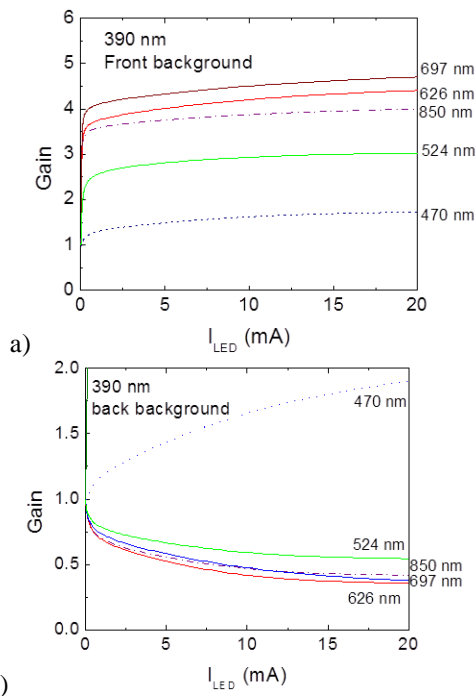 6
390 nm
Front background
697 nm
5
626 nm
850 nm
4
3
524 nm
2
470 nm
1
0
Gain
0 5 10 15 20
I_LED (mA)
a)
2.0
390 nm
back background
470 nm
1.5
1.0
524 nm
0.5
850 nm
697 nm
626 nm
0.0
Gain
0 5 10 15 20
I_LED (mA)
)